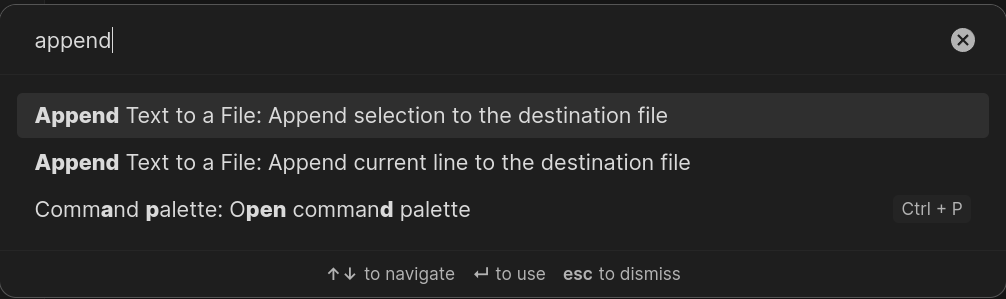 append
Append Text to a File: Append selection to the destination file
Append Text to a File: Append current line to the destination file
Command palette: Open command palette Ctrl + P
↑↓ to navigate ↵ to use esc to dismiss